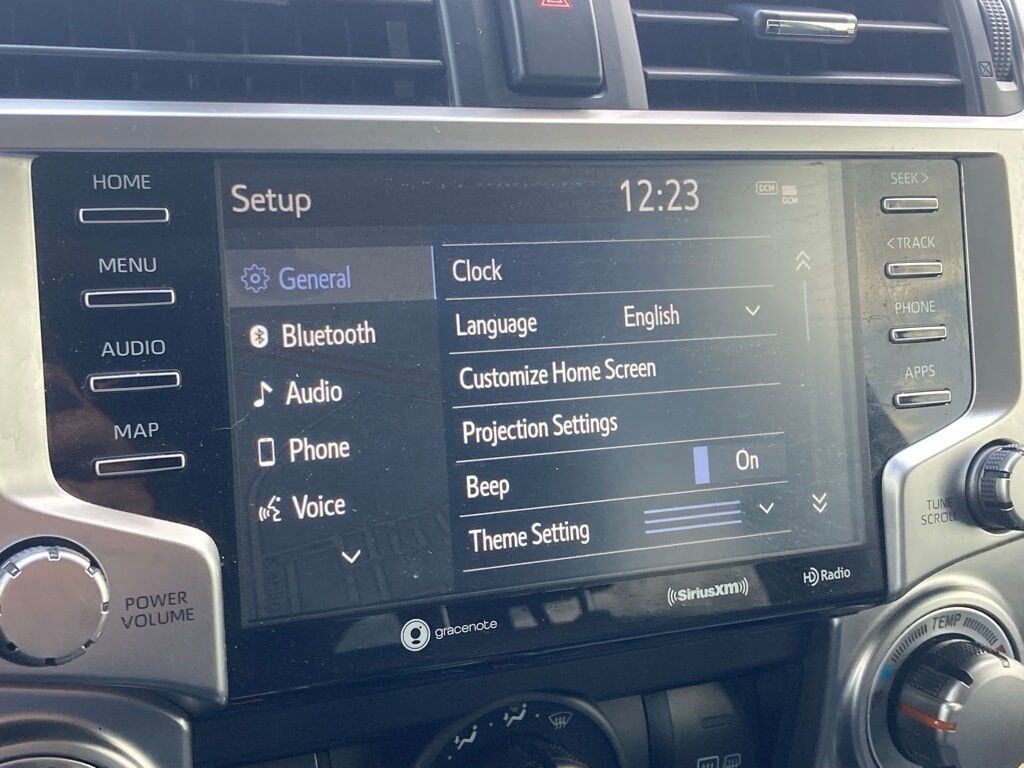 HOME
MENU
AUDIO
MAP
POWER
VOLUME
Setup
12:23
DCM
DCM
General
Bluetooth
Audio
Phone
Voice
Clock
Language English
Customize Home Screen
Projection Settings
Beep On
Theme Setting
gracenote
((SiriusXM))
HD Radio
SEEK >
< TRACK
PHONE
APPS
TUNE
SCROLL
TEMP